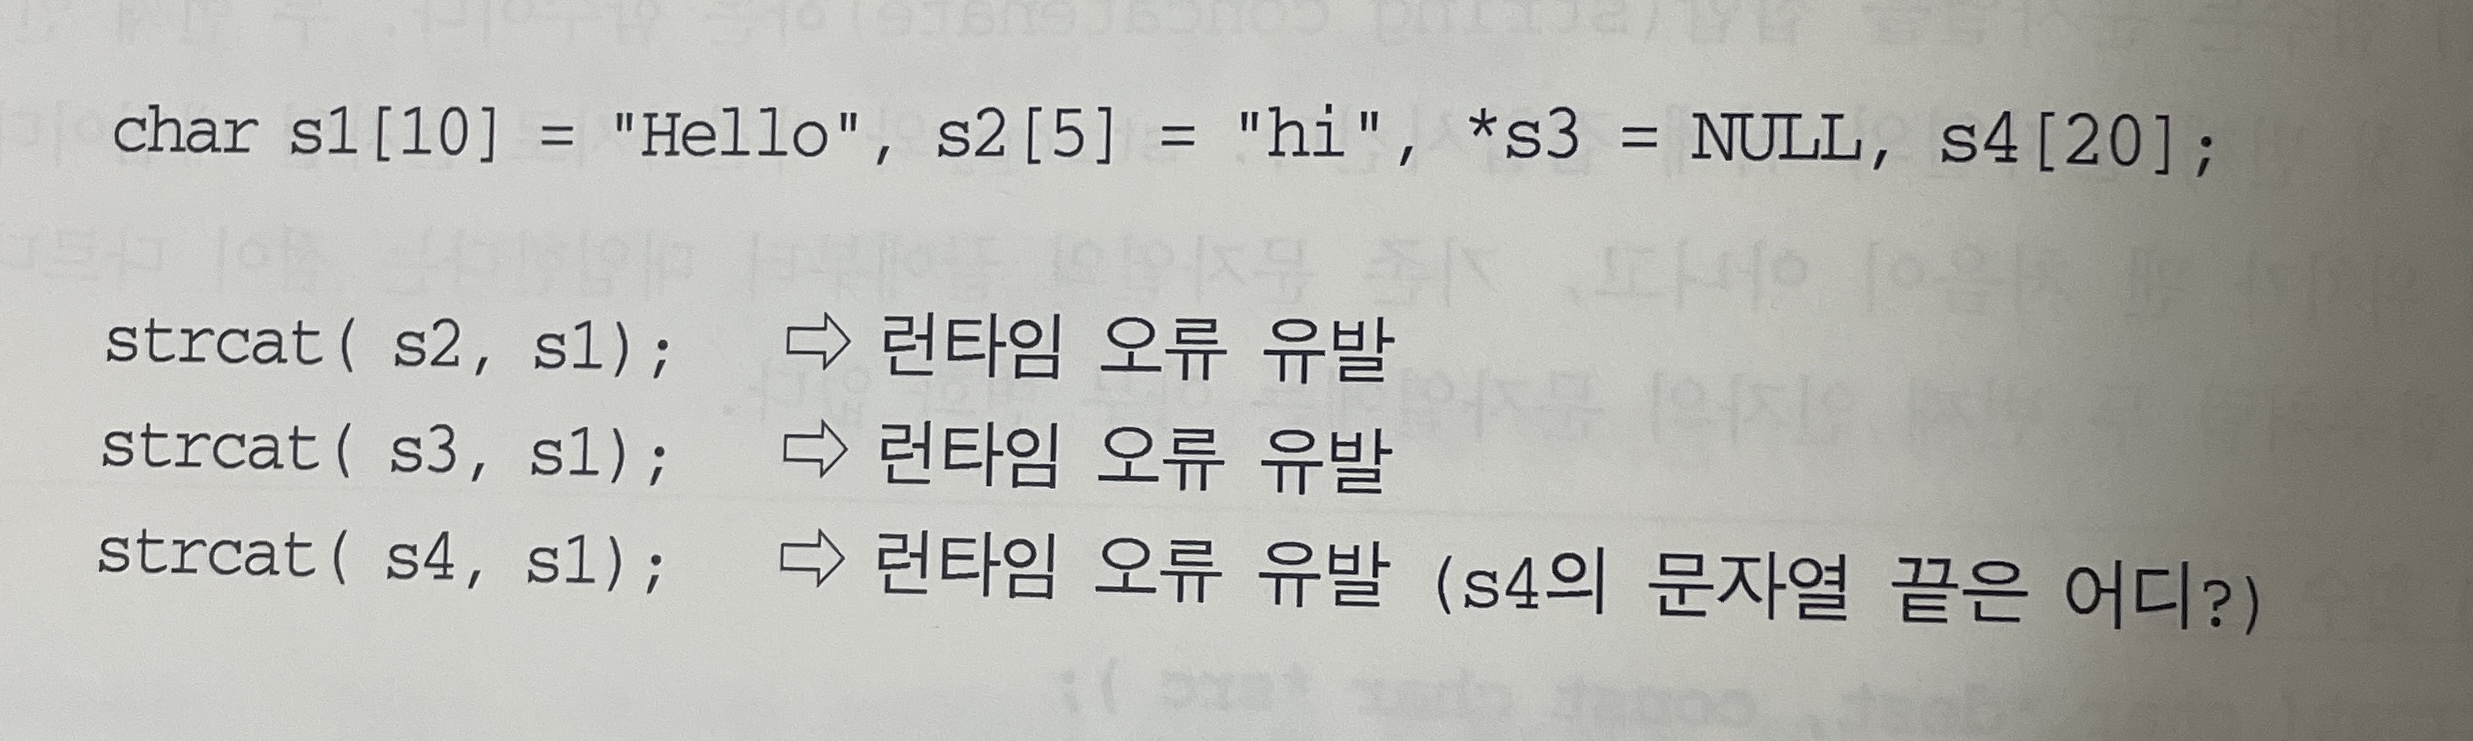 char s1[10] = "Hello", s2[5] = "hi", *s3 = NULL, s4[20];
strcat( s2, s1); ⇨ 런타임 오류 유발
strcat( s3, s1); ⇨ 런타임 오류 유발
strcat( s4, s1); ⇨ 런타임 오류 유발 (s4의 문자열 끝은 어디?)